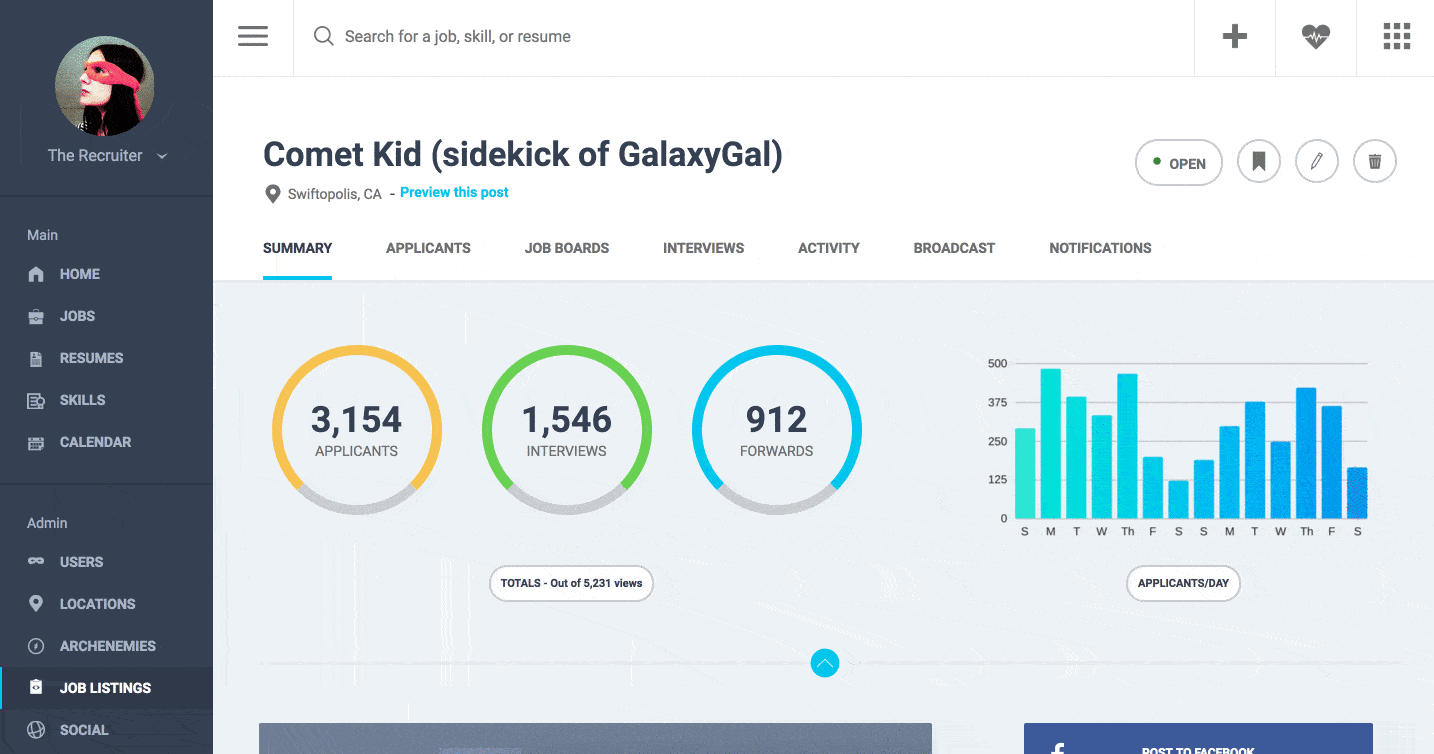 The Recruiter
Main
HOME
JOBS
RESUMES
SKILLS
CALENDAR
Admin
USERS
LOCATIONS
ARCHENEMIES
JOB LISTINGS
SOCIAL
Search for a job, skill, or resume
Comet Kid (sidekick of GalaxyGal)
OPEN
Swiftopolis, CA - Preview this post
SUMMARY APPLICANTS JOB BOARDS INTERVIEWS ACTIVITY BROADCAST NOTIFICATIONS
3,154
APPLICANTS
1,546
INTERVIEWS
912
FORWARDS
TOTALS - Out of 5,231 views
500
375
250
125
0
S M T W Th F S S M T W Th F S
APPLICANTS/DAY
POST TO FACEBOOK